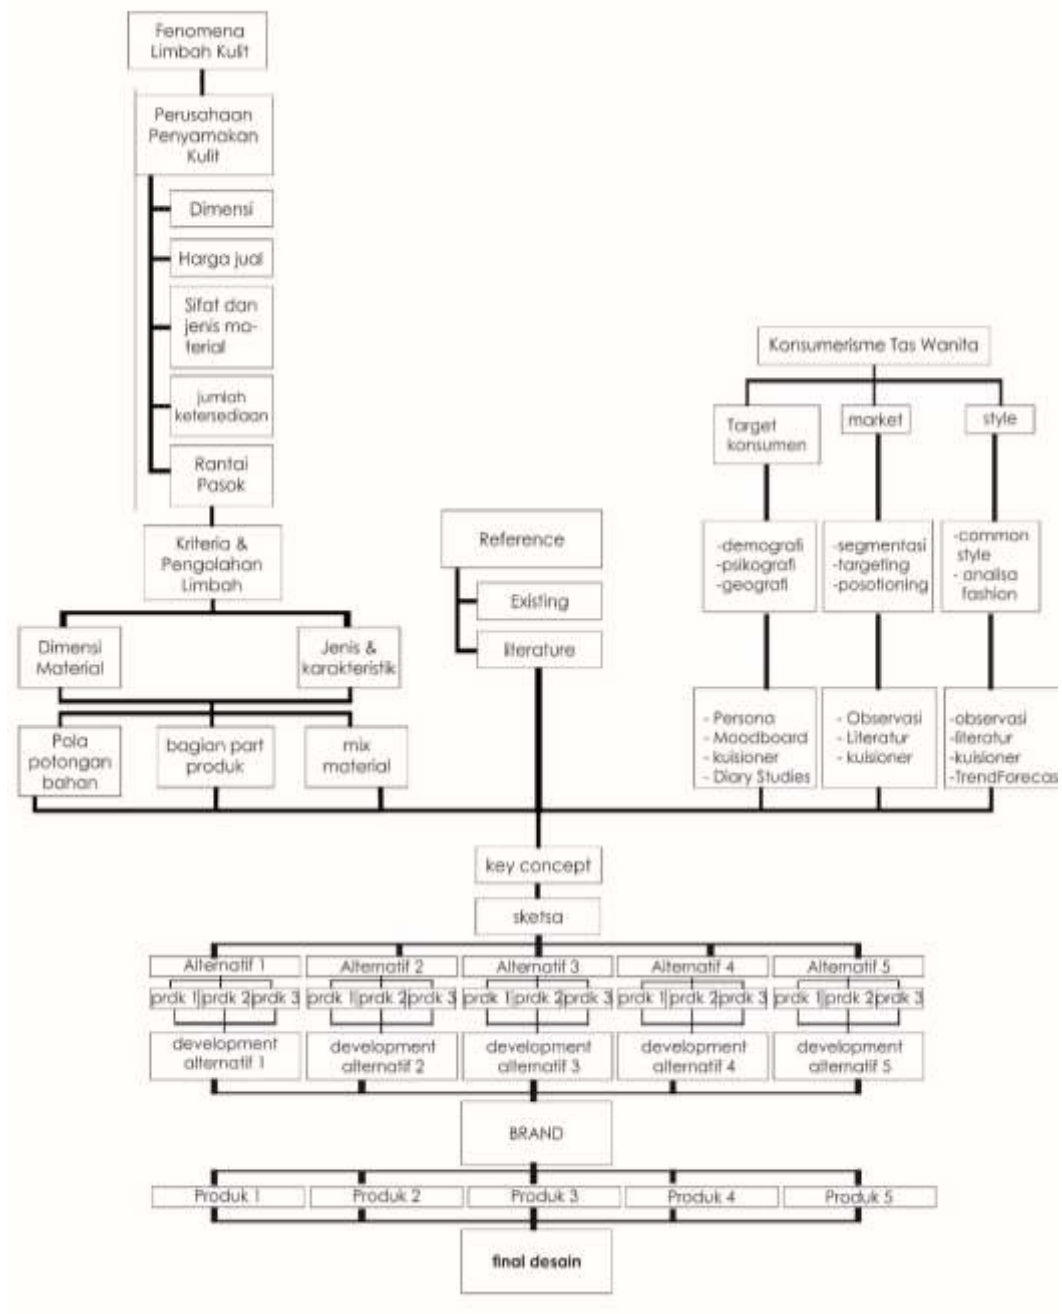 Fenomena
Limbah Kulit
Perusahaan
Penyamakan
Kulit
Dimensi
Harga jual
Sifat dan
jenis ma-
terial
jumlah
ketersediaan
Rantai
Pasok
Kriteria &
Pengolahan
Limbah
Dimensi
Material
Jenis &
karakteristik
Pola
potongan
bahan
bagian part
produk
mix
material
Reference
Existing
literature
Konsumerisme Tas Wanita
Target
konsumen
market
style
-demografi
-psikografi
-geografi
-segmentasi
-targeting
-posotioning
-common
style
- analisa
fashion
- Persona
- Moodboard
- kuisioner
- Diary Studies
- Observasi
- Literatur
- kuisioner
-observasi
-literatur
-kuisioner
-TrendForecas
key concept
sketsa
Alternatif 1
Alternatif 2
Alternatif 3
Alternatif 4
Alternatif 5
prdk 1 prdk 2 prdk 3
prdk 1 prdk 2 prdk 3
prdk 1 prdk 2 prdk 3
prdk 1 prdk 2 prdk 3
prdk 1 prdk 2 prdk 3
development
alternatif 1
development
alternatif 2
development
alternatif 3
development
alternatif 4
development
alternatif 5
BRAND
Produk 1
Produk 2
Produk 3
Produk 4
Produk 5
final desain